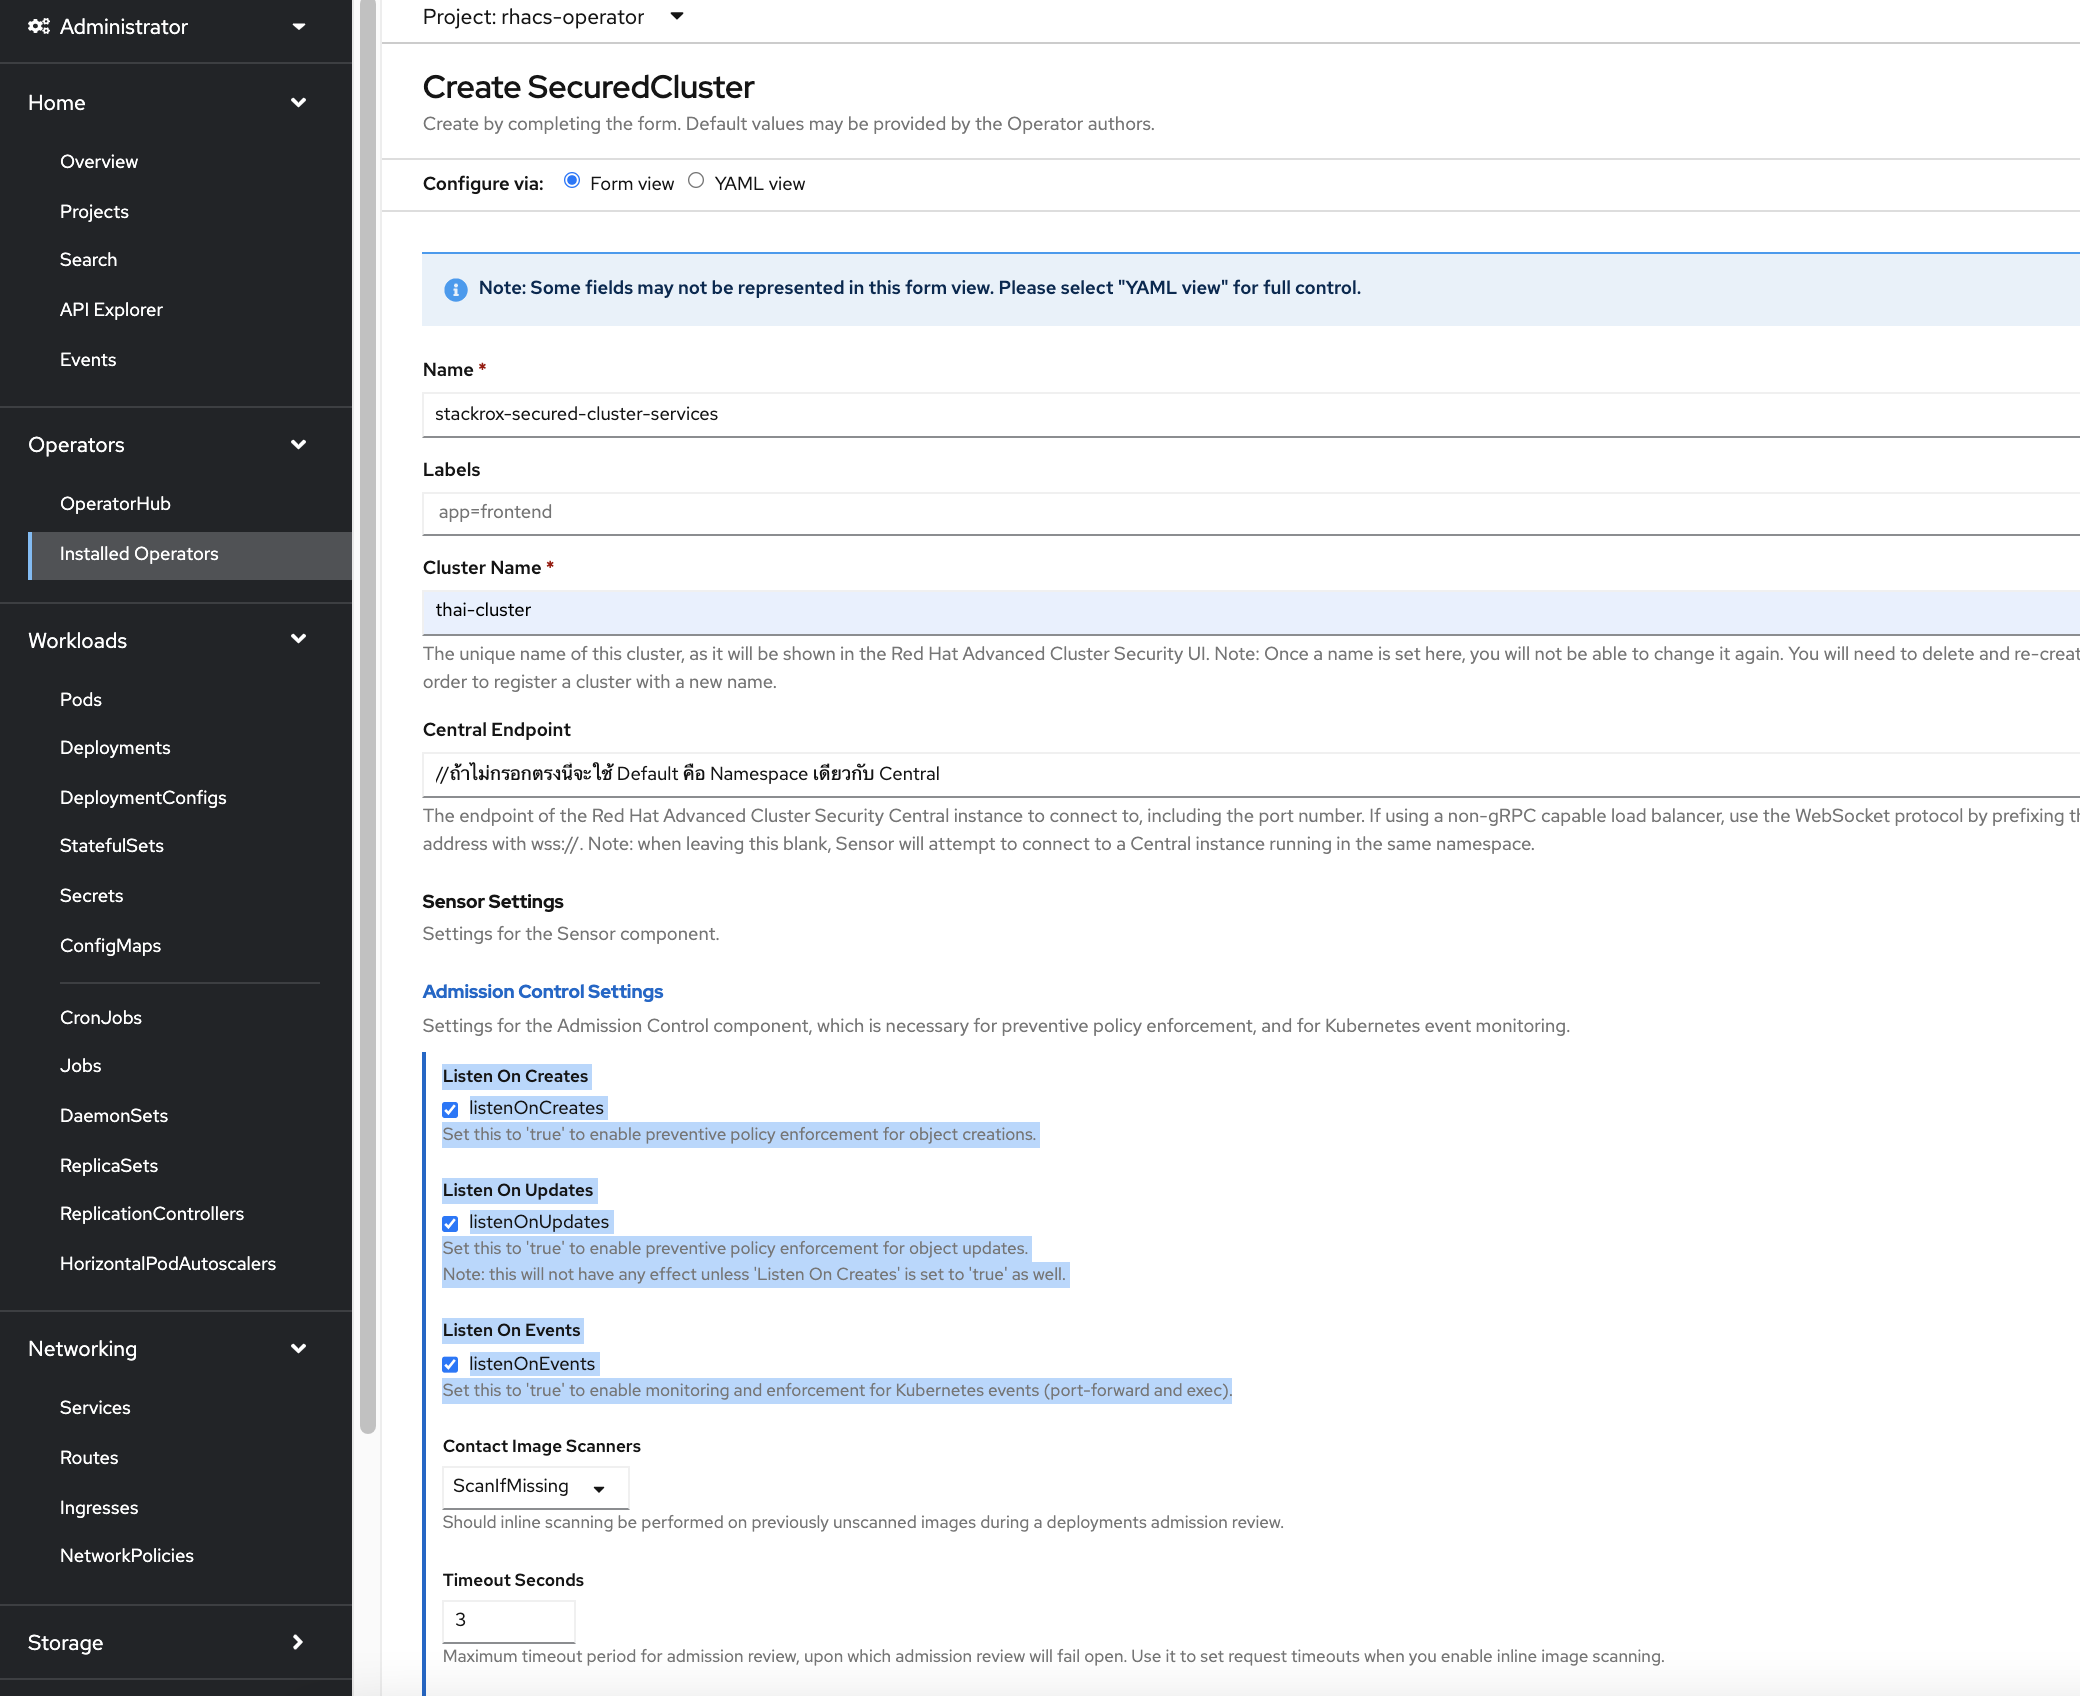 Administrator
Home
Overview
Projects
Search
API Explorer
Events
Operators
OperatorHub
Installed Operators
Workloads
Pods
Deployments
DeploymentConfigs
StatefulSets
Secrets
ConfigMaps
CronJobs
Jobs
DaemonSets
ReplicaSets
ReplicationControllers
HorizontalPodAutoscalers
Networking
Services
Routes
Ingresses
NetworkPolicies
Storage
Project: rhacs-operator
Create SecuredCluster
Create by completing the form. Default values may be provided by the Operator authors.
Configure via: Form view YAML view
Note: Some fields may not be represented in this form view. Please select "YAML view" for full control.
Name *
stackrox-secured-cluster-services
Labels
app=frontend
Cluster Name *
thai-cluster
The unique name of this cluster, as it will be shown in the Red Hat Advanced Cluster Security UI. Note: Once a name is set here, you will not be able to change it again. You will need to delete and re-creat
order to register a cluster with a new name.
Central Endpoint
//ถ้าไม่กรอกตรงนี้จะใช้ Default คือ Namespace เดียวกับ Central
The endpoint of the Red Hat Advanced Cluster Security Central instance to connect to, including the port number. If using a non-gRPC capable load balancer, use the WebSocket protocol by prefixing th
address with wss://. Note: when leaving this blank, Sensor will attempt to connect to a Central instance running in the same namespace.
Sensor Settings
Settings for the Sensor component.
Admission Control Settings
Settings for the Admission Control component, which is necessary for preventive policy enforcement, and for Kubernetes event monitoring.
Listen On Creates
listenOnCreates
Set this to 'true' to enable preventive policy enforcement for object creations.
Listen On Updates
listenOnUpdates
Set this to 'true' to enable preventive policy enforcement for object updates.
Note: this will not have any effect unless 'Listen On Creates' is set to 'true' as well.
Listen On Events
listenOnEvents
Set this to 'true' to enable monitoring and enforcement for Kubernetes events (port-forward and exec).
Contact Image Scanners
ScanIfMissing
Should inline scanning be performed on previously unscanned images during a deployments admission review.
Timeout Seconds
3
Maximum timeout period for admission review, upon which admission review will fail open. Use it to set request timeouts when you enable inline image scanning.